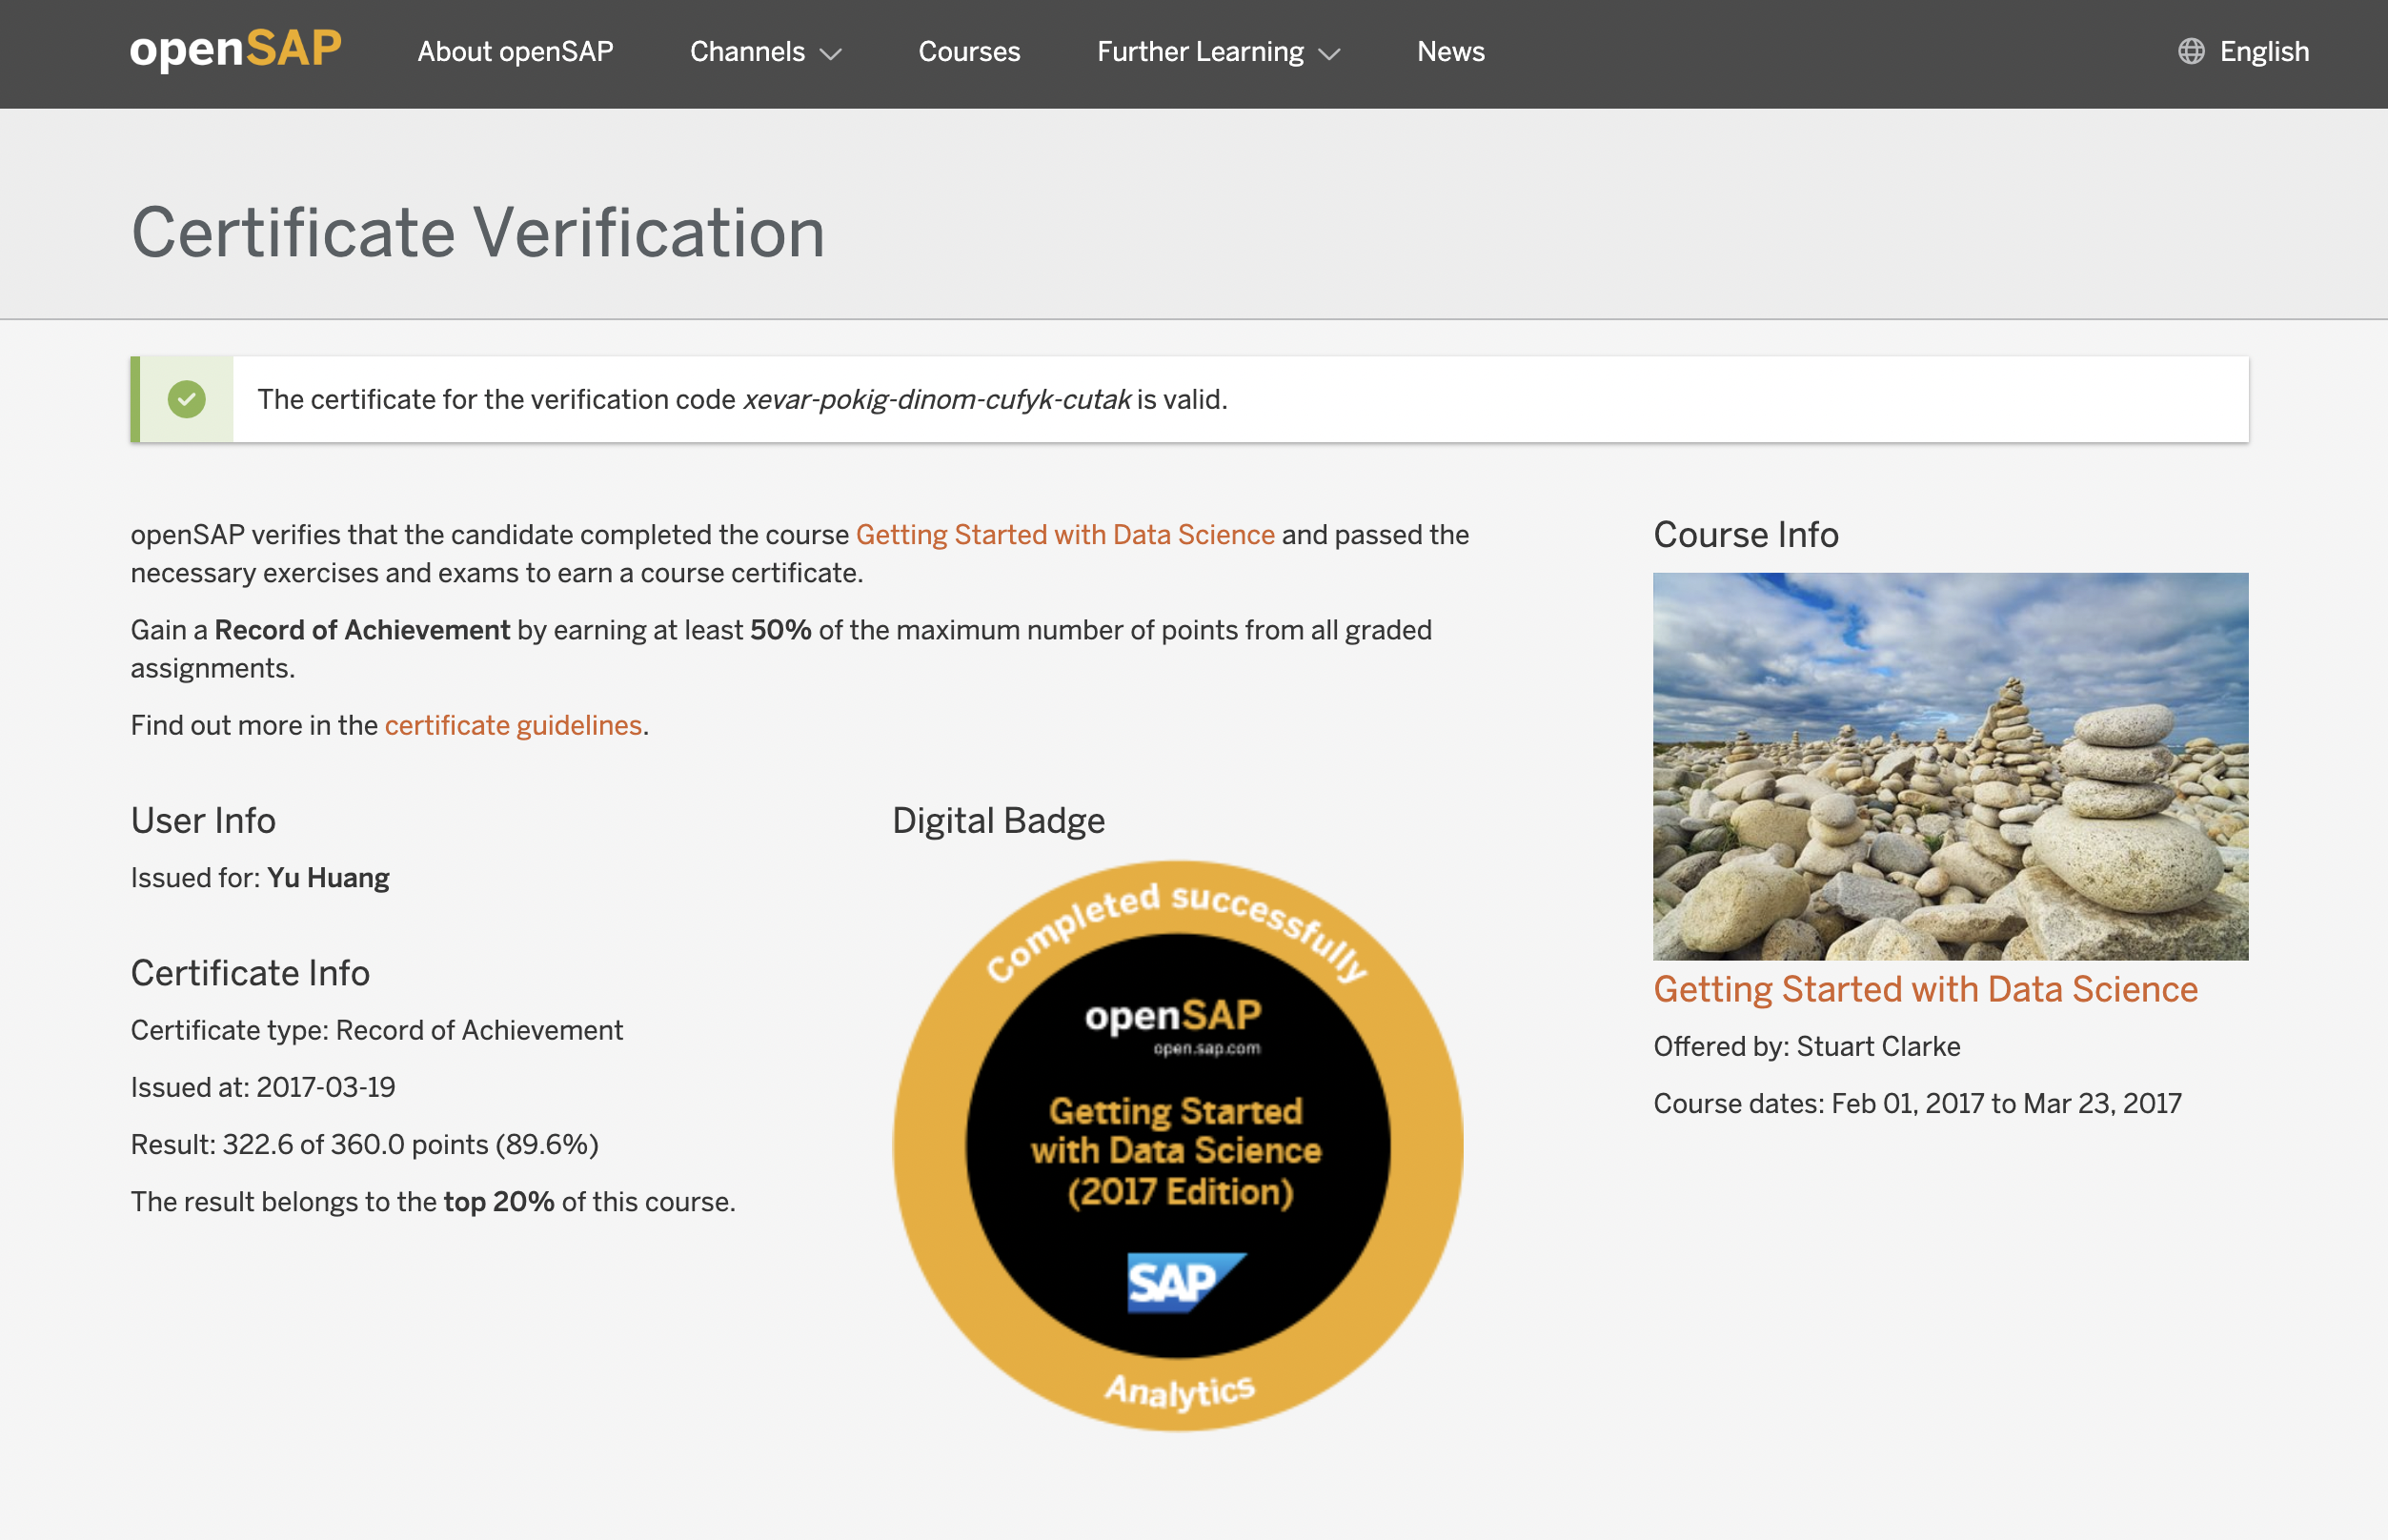 openSAP About openSAP Channels Courses Further Learning News English
Certificate Verification
The certificate for the verification code xevar-pokig-dinom-cufyk-cutak is valid.
openSAP verifies that the candidate completed the course Getting Started with Data Science and passed the
necessary exercises and exams to earn a course certificate.
Gain a Record of Achievement by earning at least 50% of the maximum number of points from all graded
assignments.
Find out more in the certificate guidelines.
User Info
Issued for: Yu Huang
Certificate Info
Certificate type: Record of Achievement
Issued at: 2017-03-19
Result: 322.6 of 360.0 points (89.6%)
The result belongs to the top 20% of this course.
Digital Badge
Completed successfully
openSAP
open.sap.com
Getting Started
with Data Science
(2017 Edition)
SAP
Analytics
Course Info
Getting Started with Data Science
Offered by: Stuart Clarke
Course dates: Feb 01, 2017 to Mar 23, 2017